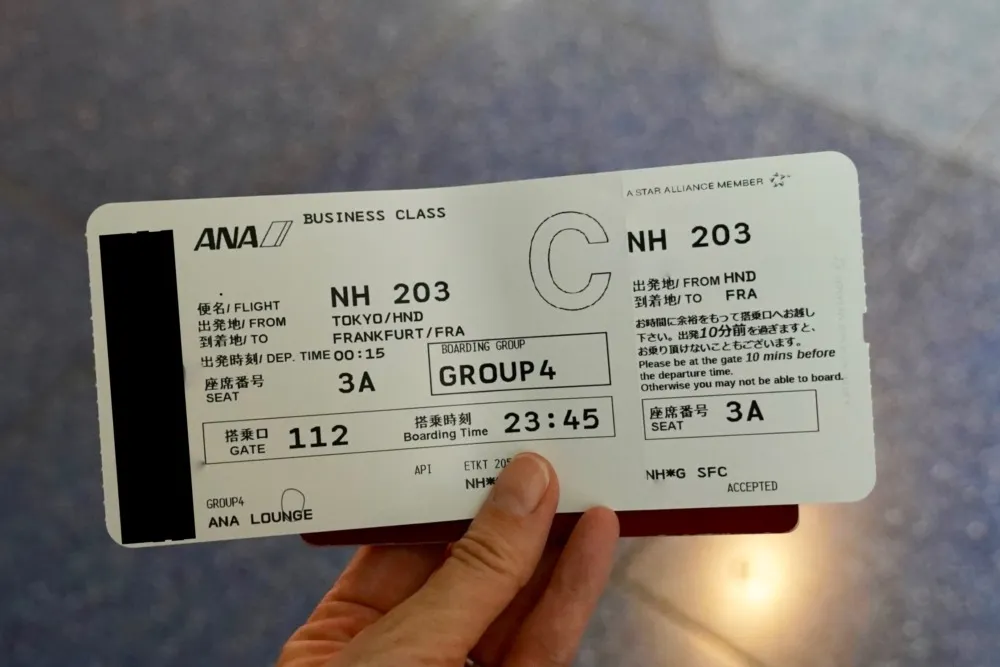 ANA BUSINESS CLASS
C
便名/ FLIGHT NH 203
出発地/ FROM TOKYO/HND
到着地/ TO FRANKFURT/FRA
出発時刻/ DEP. TIME 00:15
座席番号
SEAT 3A
BOARDING GROUP
GROUP4
搭乗口
GATE 112
搭乗時刻
Boarding Time 23:45
API ETKT 205
NH*
GROUP4
ANA LOUNGE
A STAR ALLIANCE MEMBER
NH 203
出発地/ FROM HND
到着地/ TO FRA
お時間に余裕をもって搭乗口へお越し
下さい。出発10分前を過ぎますと、
お乗り頂けないこともございます。
Please be at the gate 10 mins before
the departure time.
Otherwise you may not be able to board.
座席番号
SEAT 3A
NH*G SFC
ACCEPTED